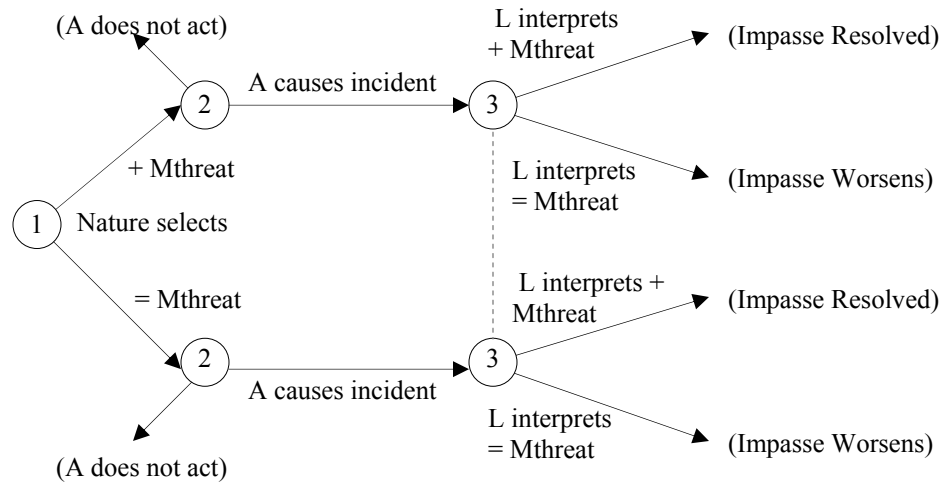 (A does not act)
L interprets
+ Mthreat
(Impasse Resolved)
2
A causes incident
3
+ Mthreat
L interprets
= Mthreat
(Impasse Worsens)
1
Nature selects
= Mthreat
L interprets +
Mthreat
(Impasse Resolved)
2
A causes incident
3
L interprets
= Mthreat
(Impasse Worsens)
(A does not act)